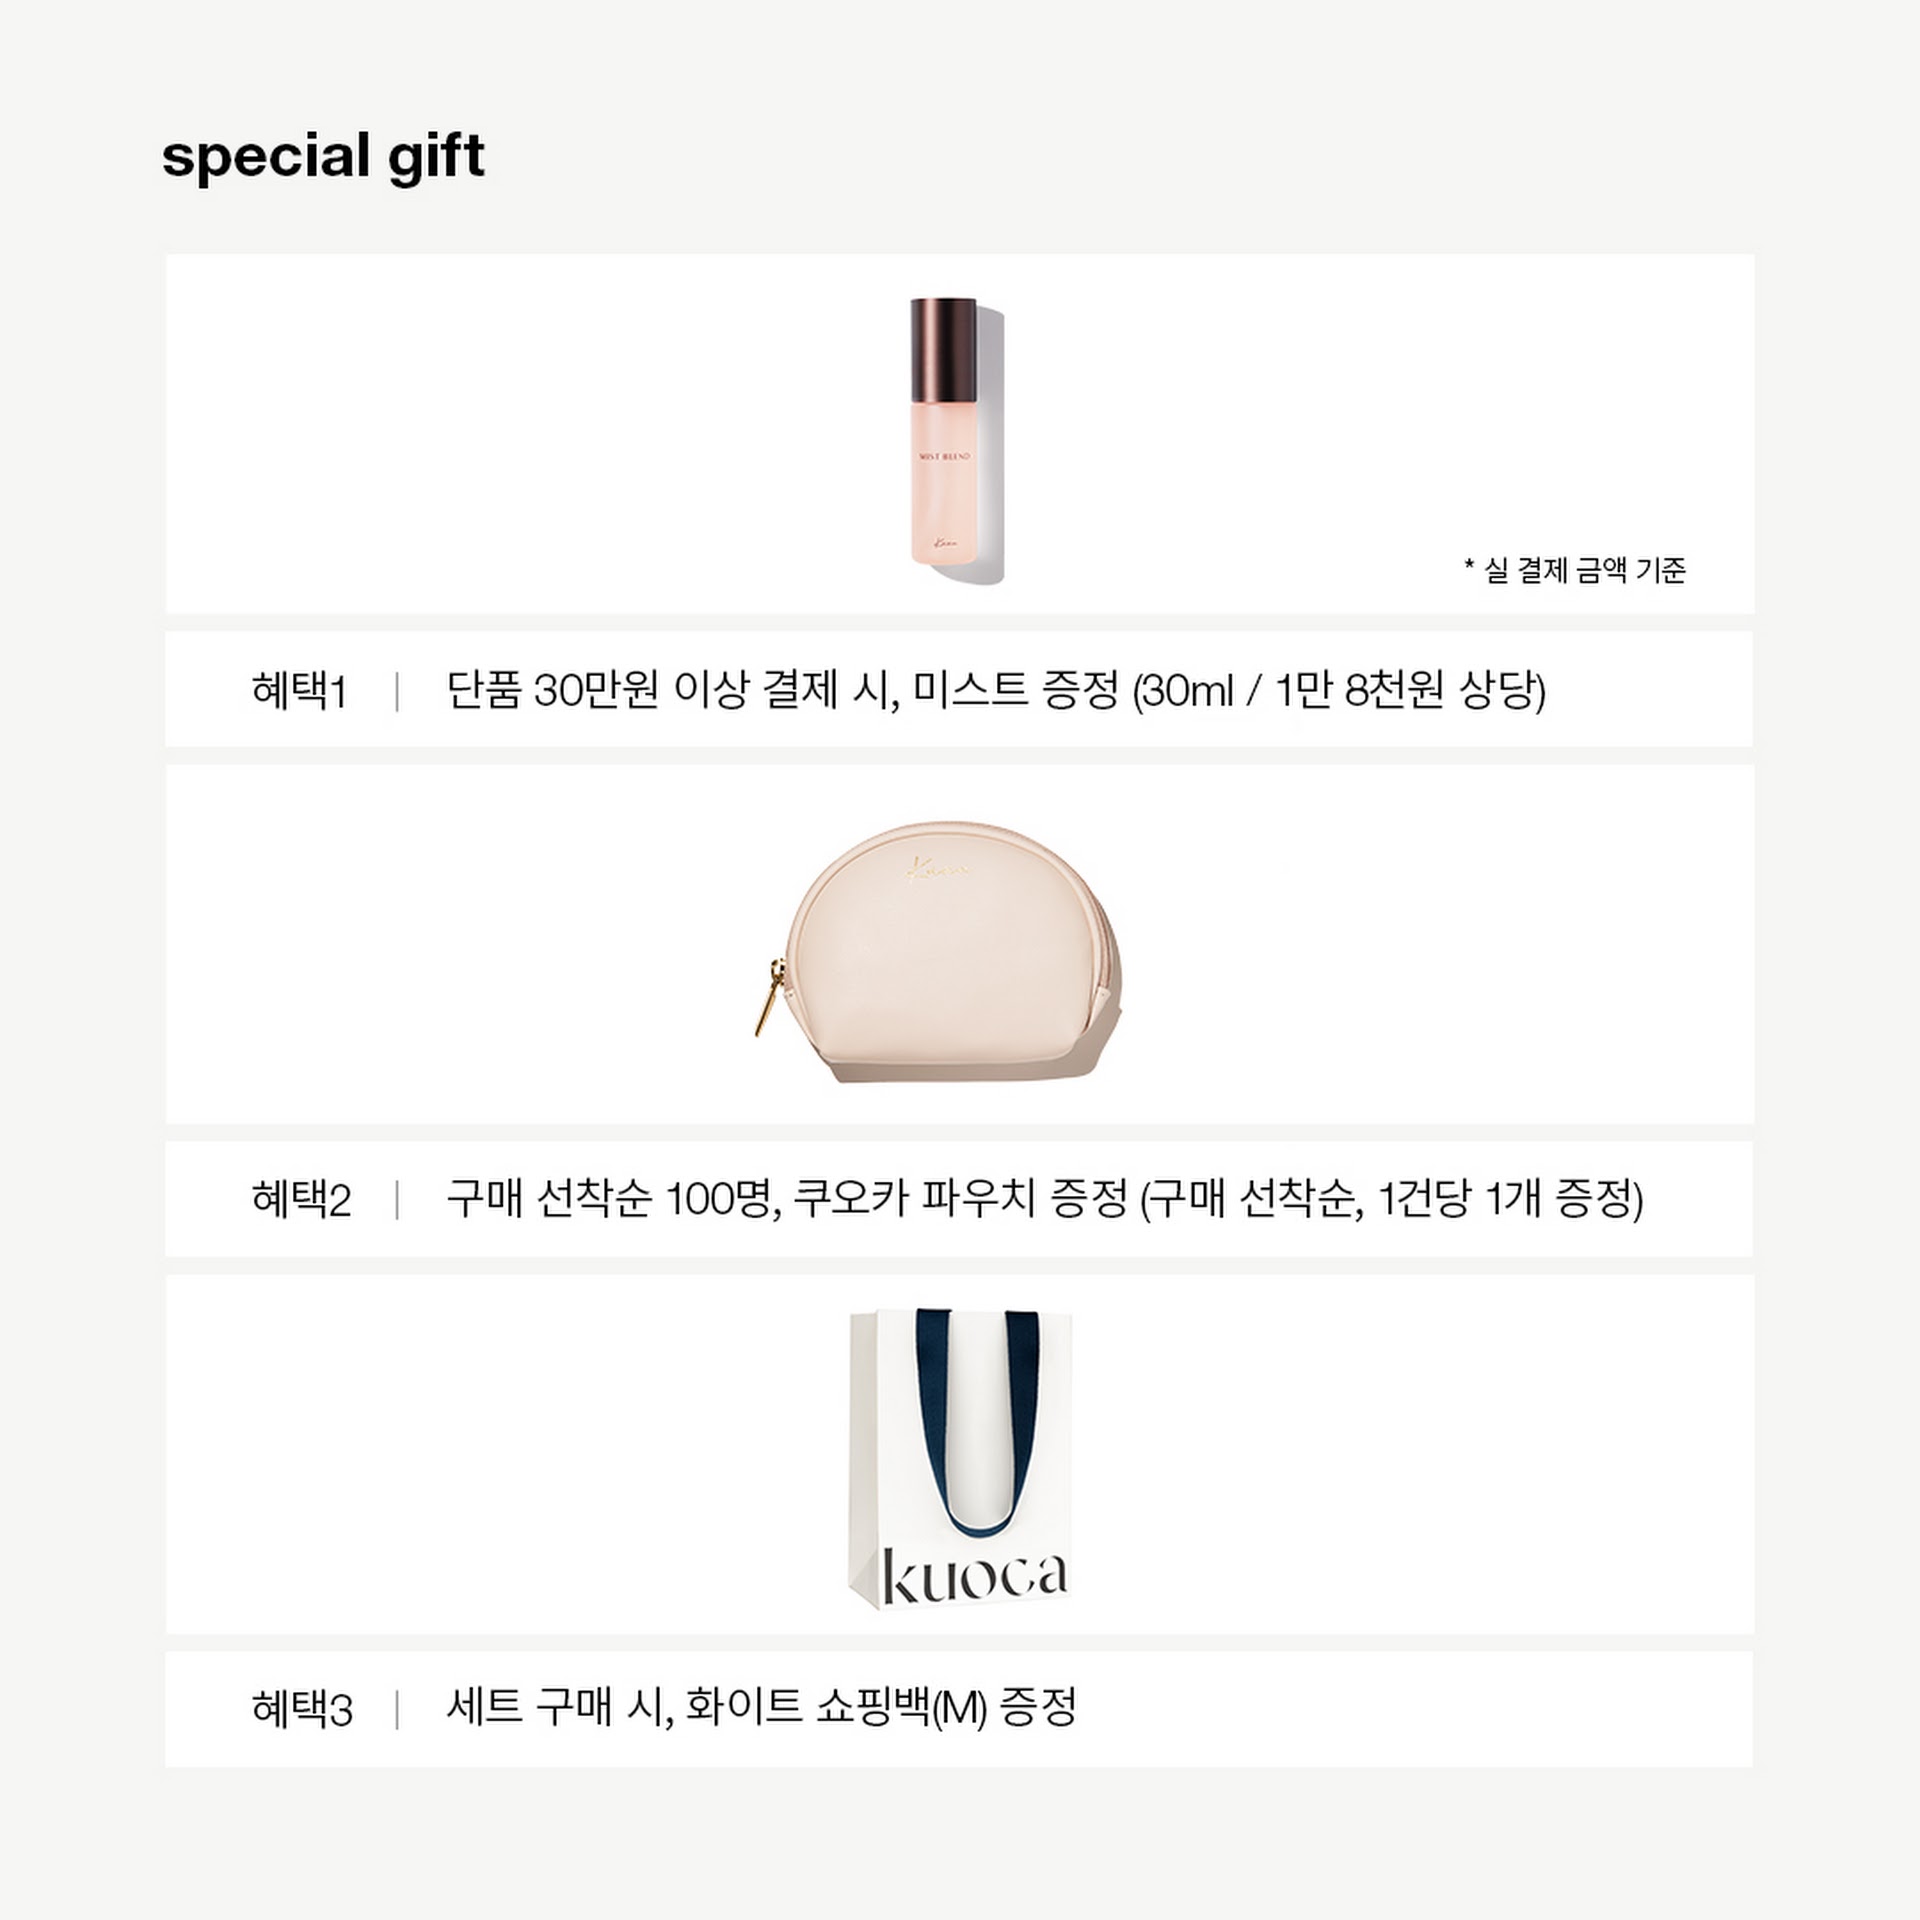 special gift
MIST BLEND
Kuoca
* 실 결제 금액 기준
혜택1 | 단품 30만원 이상 결제 시, 미스트 증정 (30ml / 1만 8천원 상당)
Kuoca
혜택2 | 구매 선착순 100명, 쿠오카 파우치 증정 (구매 선착순, 1건당 1개 증정)
kuoca
혜택3 | 세트 구매 시, 화이트 쇼핑백(M) 증정